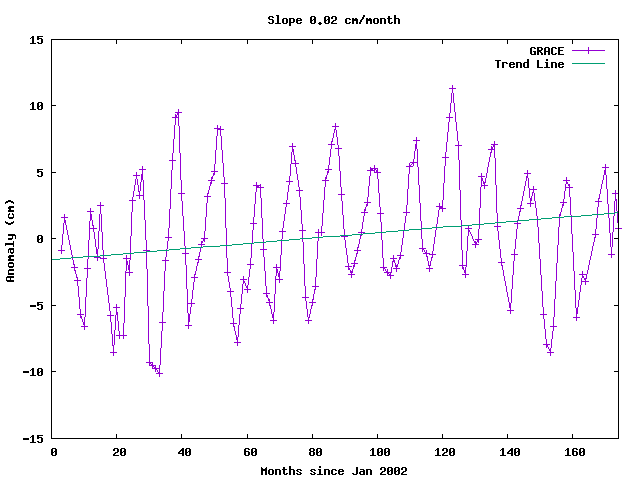 Slope 0.02 cm/month
GRACE
Trend Line
15
10
5
0
-5
-10
-15
Anomaly (cm)
0 20 40 60 80 100 120 140 160
Months since Jan 2002